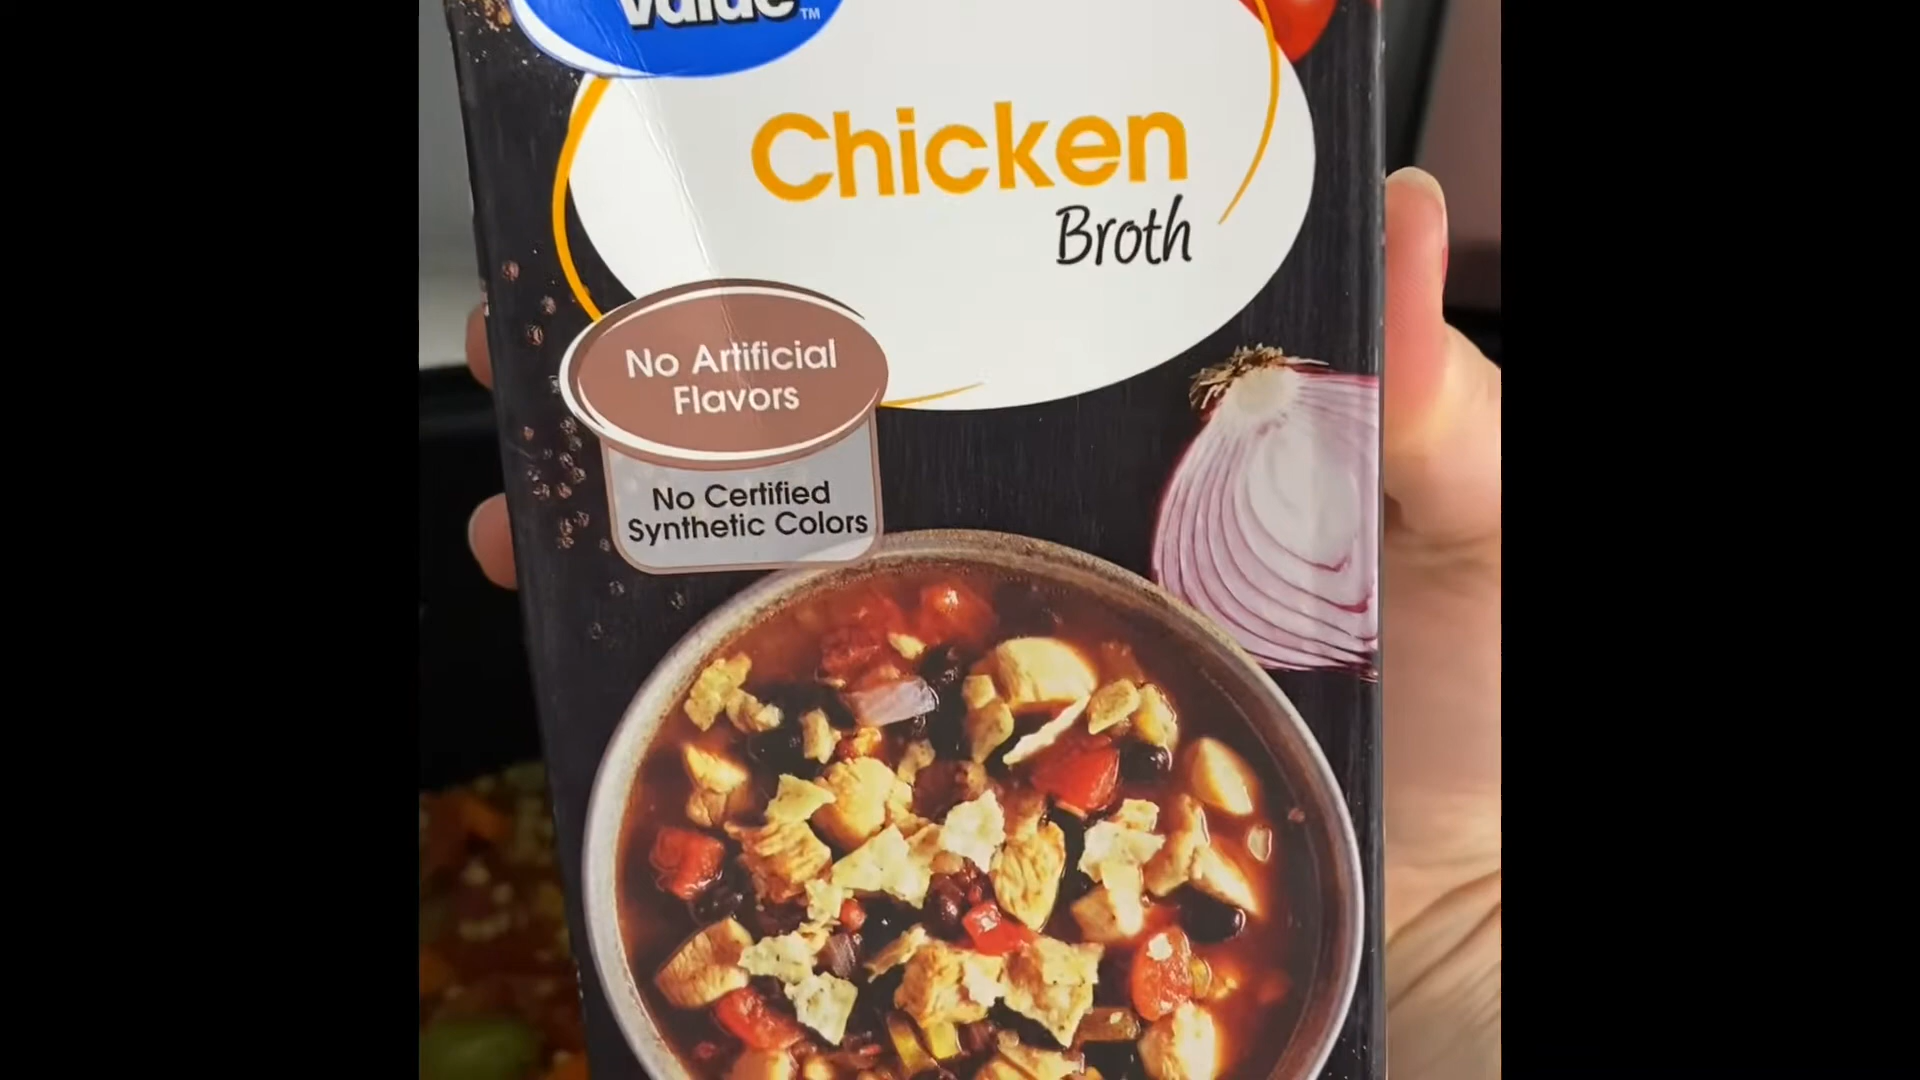 Value™
Chicken
Broth
No Artificial
Flavors
No Certified
Synthetic Colors